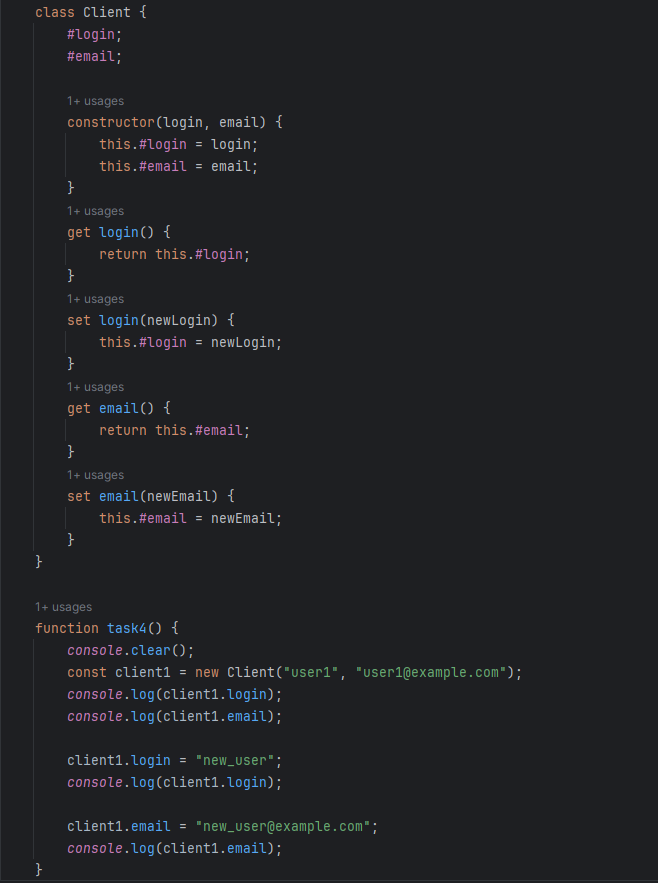 class Client {
    #login;
    #email;

    1+ usages
    constructor(login, email) {
        this.#login = login;
        this.#email = email;
    }
    1+ usages
    get login() {
        return this.#login;
    }
    1+ usages
    set login(newLogin) {
        this.#login = newLogin;
    }
    1+ usages
    get email() {
        return this.#email;
    }
    1+ usages
    set email(newEmail) {
        this.#email = newEmail;
    }
}

1+ usages
function task4() {
    console.clear();
    const client1 = new Client("user1", "user1@example.com");
    console.log(client1.login);
    console.log(client1.email);

    client1.login = "new_user";
    console.log(client1.login);

    client1.email = "new_user@example.com";
    console.log(client1.email);
}